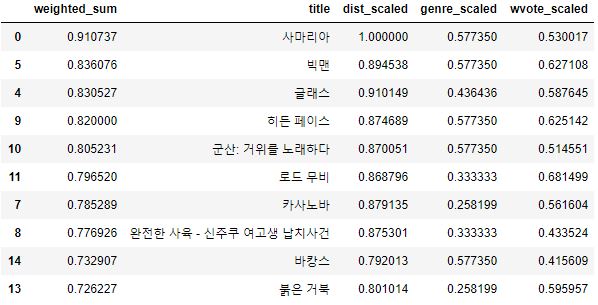 weighted_sum title dist_scaled genre_scaled wvote_scaled
0 0.910737 사마리아 1.000000 0.577350 0.530017
5 0.836076 빅맨 0.894538 0.577350 0.627108
4 0.830527 글래스 0.910149 0.436436 0.587645
9 0.820000 히든 페이스 0.874689 0.577350 0.625142
10 0.805231 군산: 거위를 노래하다 0.870051 0.577350 0.514551
11 0.796520 로드 무비 0.868796 0.333333 0.681499
7 0.785289 카사노바 0.879135 0.258199 0.561604
8 0.776926 완전한 사육 - 신주쿠 여고생 납치사건 0.875301 0.333333 0.433524
14 0.732907 바캉스 0.792013 0.577350 0.415609
13 0.726227 붉은 거북 0.801014 0.258199 0.595957